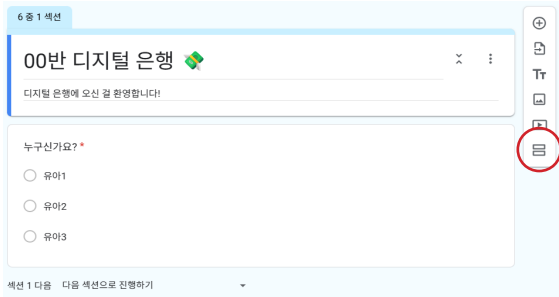 6 중 1 섹션
00반 디지털 은행 💸
디지털 은행에 오신 걸 환영합니다!
누구신가요? *
유아1
유아2
유아3
섹션 1 다음 다음 섹션으로 진행하기
Tт